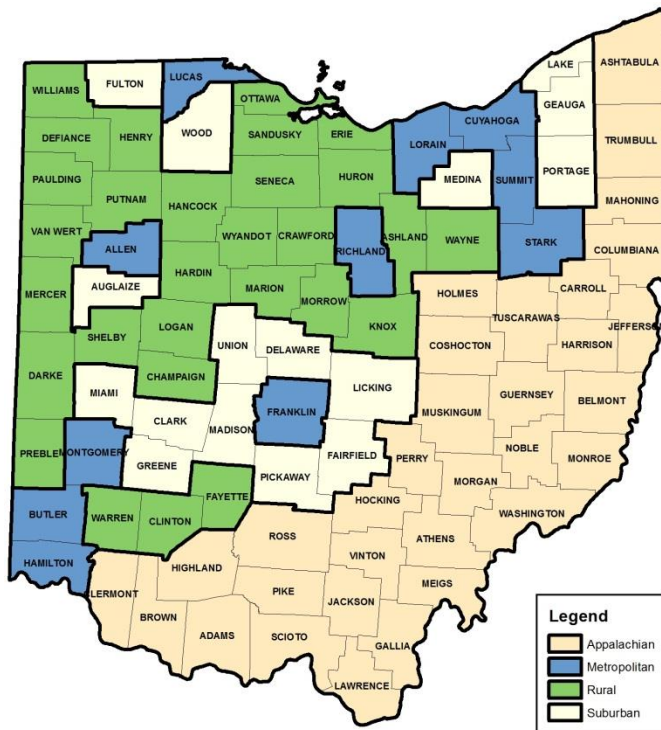 ASHTABULA
LAKE
LUCAS
FULTON
WILLIAMS
GEAUGA
OTTAWA
CUYAHOGA
WOOD
SANDUSKY
ERIE
DEFIANCE
HENRY
LORAIN
TRUMBULL
PORTAGE
SUMMIT
MEDINA
HURON
SENECA
PAULDING
PUTNAM
HANCOCK
MAHONING
VAN WERT
ASHLAND
WYANDOT
CRAWFORD
RICHLAND
WAYNE
STARK
ALLEN
COLUMBIANA
HARDIN
AUGLAIZE
MERCER
MARION
MORROW
HOLMES
CARROLL
TUSCARAWAS
JEFFERSON
KNOX
LOGAN
SHELBY
UNION
DELAWARE
COSHOCTON
HARRISON
DARKE
CHAMPAIGN
LICKING
MIAMI
GUERNSEY
BELMONT
FRANKLIN
MUSKINGUM
CLARK
MADISON
NOBLE
PREBLE
MONTGOMERY
FAIRFIELD
PERRY
MONROE
GREENE
PICKAWAY
MORGAN
FAYETTE
HOCKING
WASHINGTON
BUTLER
WARREN
CLINTON
ROSS
ATHENS
VINTON
HIGHLAND
HAMILTON
MEIGS
CLERMONT
PIKE
JACKSON
BROWN
ADAMS
SCIOTO
GALLIA
LAWRENCE
Legend
Appalachian
Metropolitan
Rural
Suburban